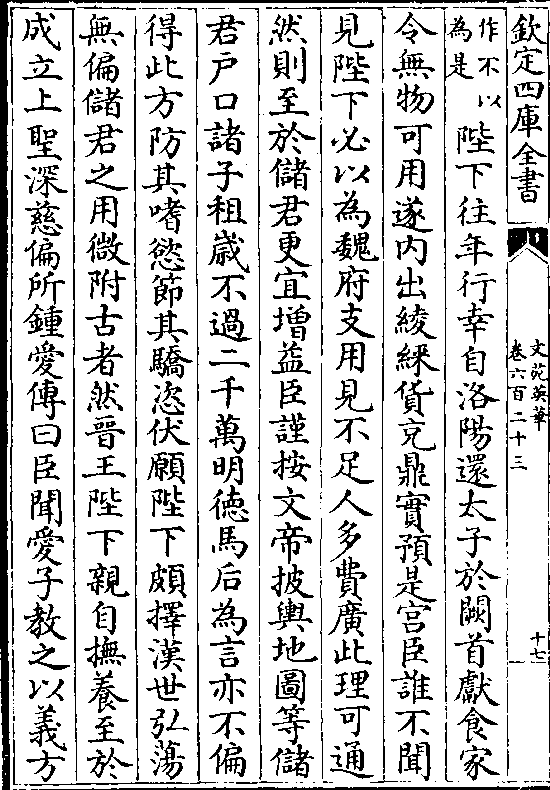 欽定四庫全書
文苑英華
卷六百二十三
十七
作不以
為是
陛下往年行幸自洛陽還太子於闕首獻食家
令無物可用遂内出綾綵貨充鼎實預是宮臣誰不聞
見陛下必以為魏府支用見不足人多費廣此理可通
然則至於儲君更宜增益臣謹按文帝披輿地圖等儲
君戸口諸子租歲不過二千萬明德馬后為言亦不偏
得此方防其嗜慾節其驕恣伏願陛下頗擇漢世弘蕩
無偏儲君之用微附古者然晉王陛下親自撫養至於
成立上聖深慈偏所鍾愛傳曰臣聞愛子教之以義方